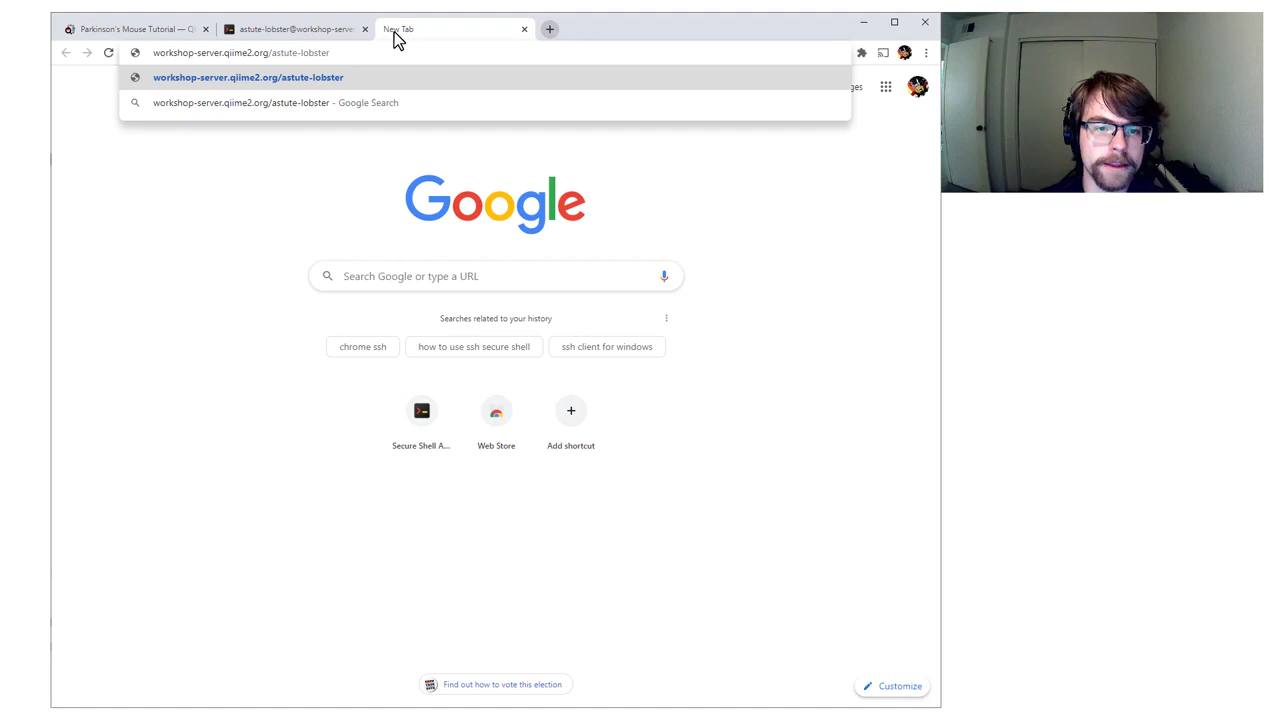 Parkinson's Mouse Tutorial — Q
astute-lobster@workshop-server
New Tab
workshop-server.qiime2.org/astute-lobster
workshop-server.qiime2.org/astute-lobster
workshop-server.qiime2.org/astute-lobster - Google Search
ges
Google
Search Google or type a URL
Searches related to your history
chrome ssh
how to use ssh secure shell
ssh client for windows
Secure Shell A...
Web Store
Add shortcut
Find out how to vote this election
Customize